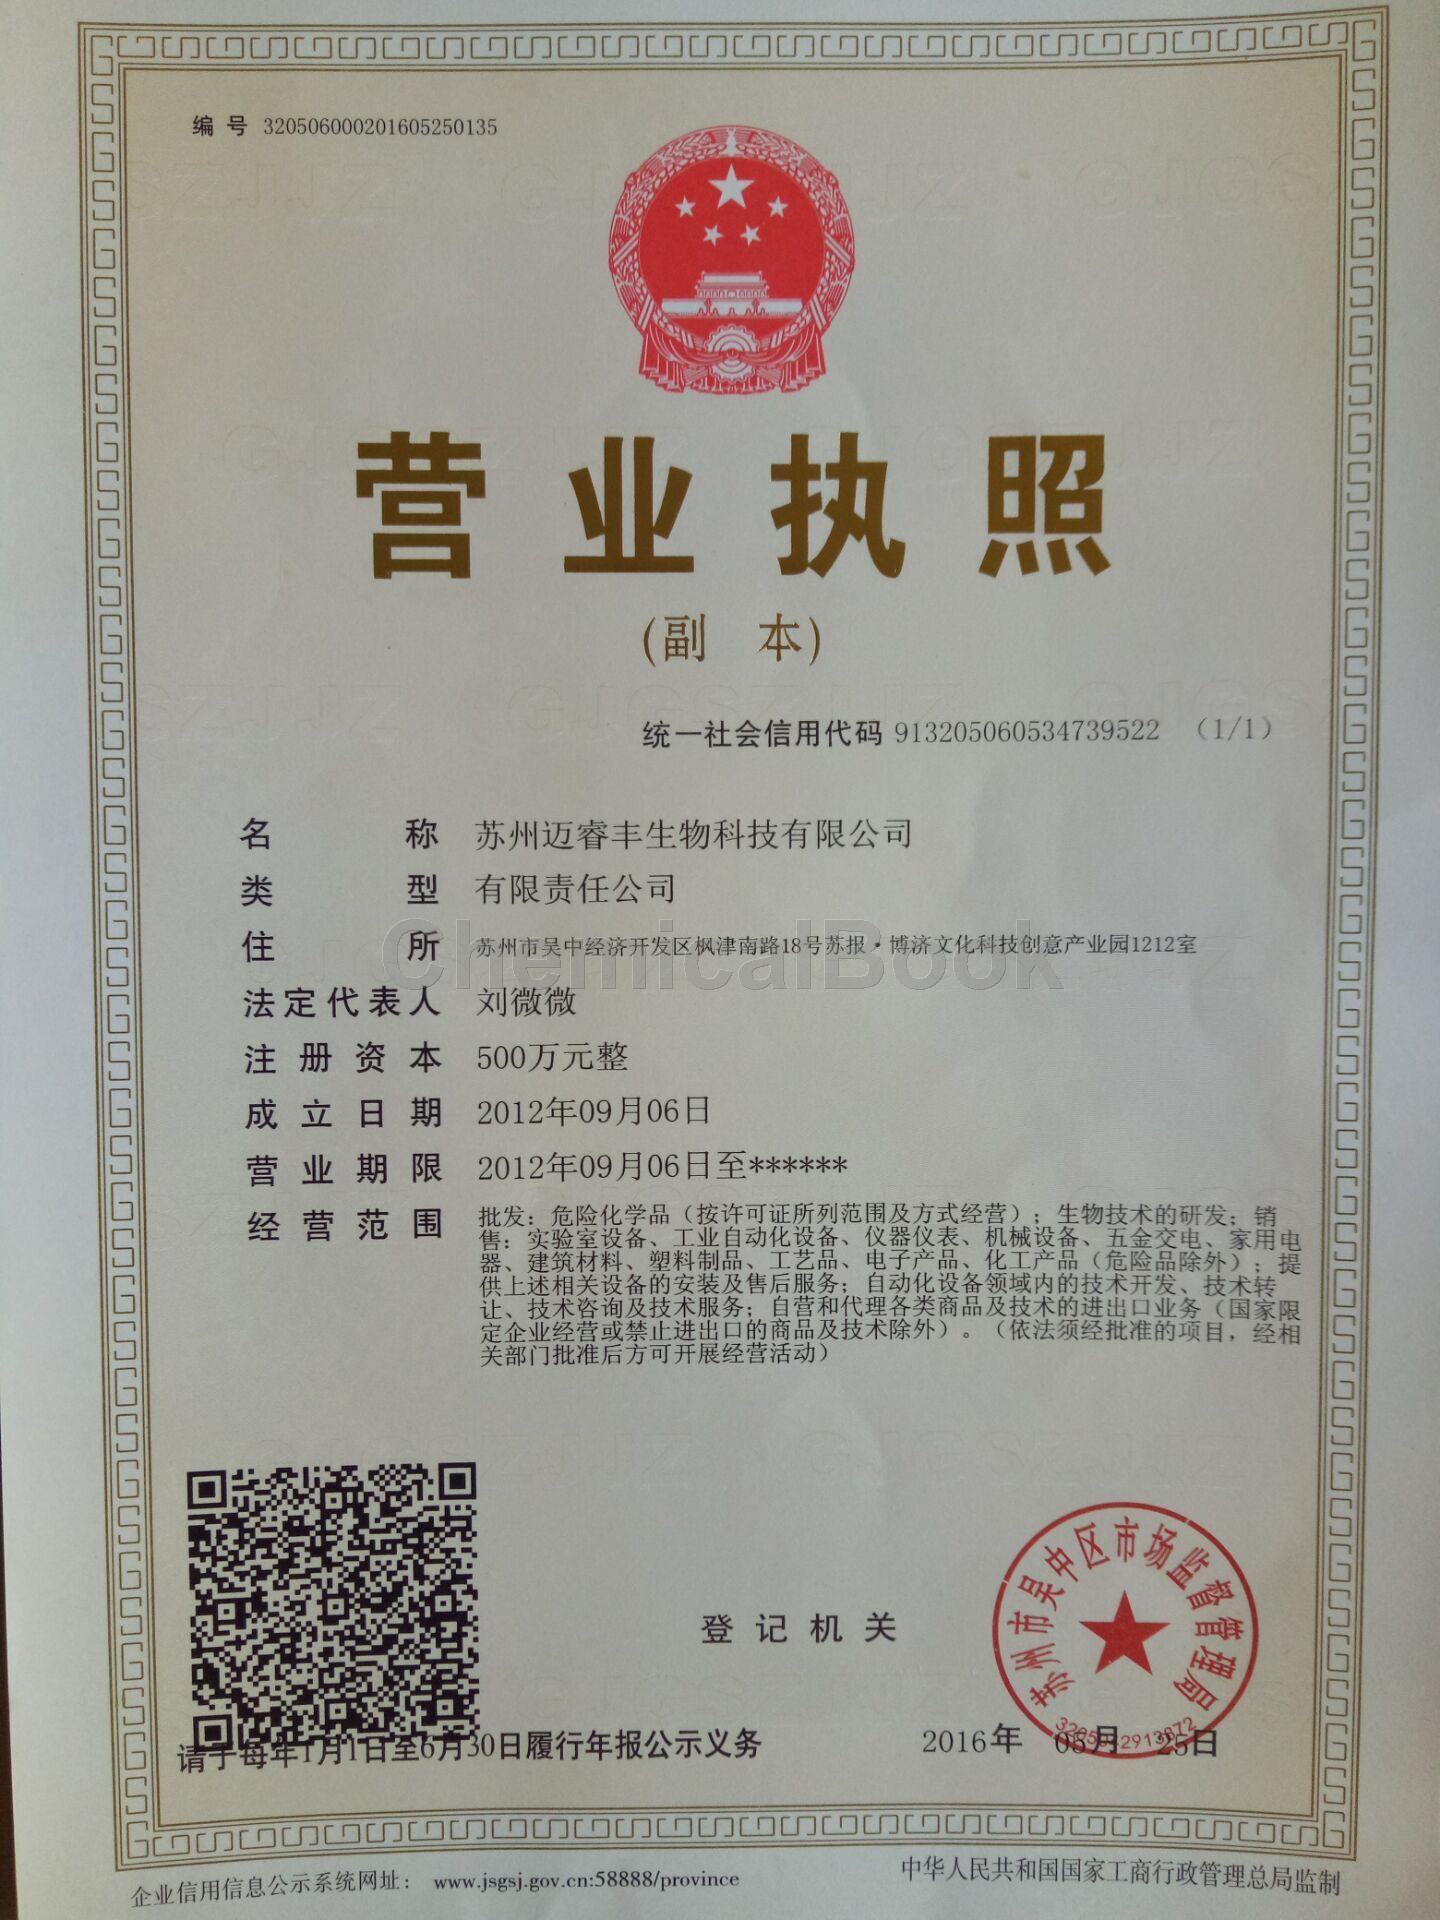 编 号 320506000201605250135
营业执照
(副 本)
统一社会信用代码 913205060534739522 (1/1)
名 称 苏州迈睿丰生物科技有限公司
类 型 有限责任公司
住 所 苏州市吴中经济开发区枫津南路18号苏报·博济文化科技创意产业园1212室
ChemicalBook
法定代表人 刘微微
注册资本 500万元整
成立日期 2012年09月06日
营业期限 2012年09月06日至******
经营范围 批发：危险化学品（按许可证所列范围及方式经营）；生物技术的研发；销
售：实验室设备、工业自动化设备、仪器仪表、机械设备、五金交电、家用电
器、建筑材料、塑料制品、工艺品、电子产品、化工产品（危险品除外）；提
供上述相关设备的安装及售后服务；自动化设备领域内的技术开发、技术转
让、技术咨询及技术服务；自营和代理各类商品及技术的进出口业务（国家限
定企业经营或禁止进出口的商品及技术除外）。（依法须经批准的项目，经相
关部门批准后方可开展经营活动）
登记机关
苏州市吴中区市场监督管理局
请于每年1月1日至6月30日履行年报公示义务
2016年 05月 25日
企业信用信息公示系统网址： www.jsgsj.gov.cn:58888/province
中华人民共和国国家工商行政管理总局监制